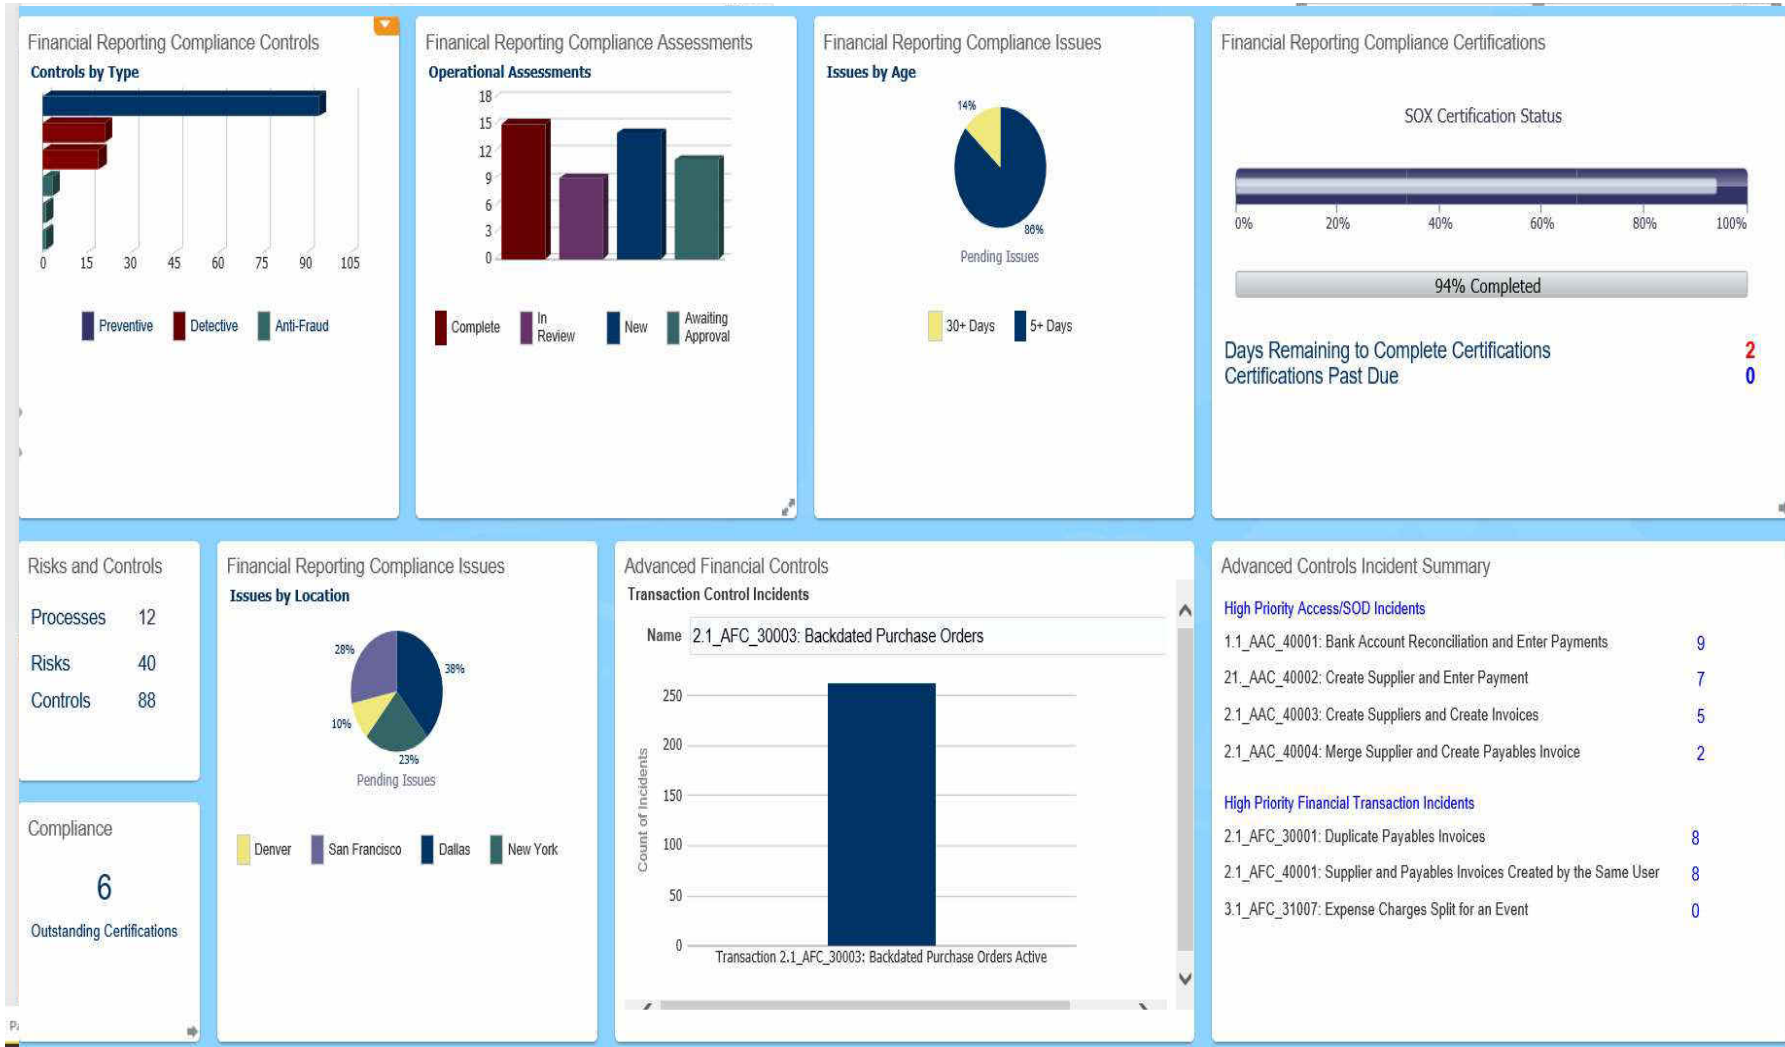 Financial Reporting Compliance Controls
Controls by Type
0 15 30 45 60 75 90 105
Preventive Detective Anti-Fraud
Finanical Reporting Compliance Assessments
Operational Assessments
18
15
12
9
6
3
0
Complete In Review New Awaiting Approval
Financial Reporting Compliance Issues
Issues by Age
14%
86%
Pending Issues
30+ Days 5+ Days
Financial Reporting Compliance Certifications
SOX Certification Status
0% 20% 40% 60% 80% 100%
94% Completed
Days Remaining to Complete Certifications 2
Certifications Past Due 0
Risks and Controls
Processes 12
Risks 40
Controls 88
Compliance
6
Outstanding Certifications
Financial Reporting Compliance Issues
Issues by Location
28%
38%
10%
23%
Pending Issues
Denver San Francisco Dallas New York
Advanced Financial Controls
Transaction Control Incidents
Name 2.1_AFC_30003: Backdated Purchase Orders
Count of Incidents
250
200
150
100
50
0
Transaction 2.1_AFC_30003: Backdated Purchase Orders Active
Advanced Controls Incident Summary
High Priority Access/SOD Incidents
1.1_AAC_40001: Bank Account Reconciliation and Enter Payments 9
21._AAC_40002: Create Supplier and Enter Payment 7
2.1_AAC_40003: Create Suppliers and Create Invoices 5
2.1_AAC_40004: Merge Supplier and Create Payables Invoice 2
High Priority Financial Transaction Incidents
2.1_AFC_30001: Duplicate Payables Invoices 8
2.1_AFC_40001: Supplier and Payables Invoices Created by the Same User 8
3.1_AFC_31007: Expense Charges Split for an Event 0